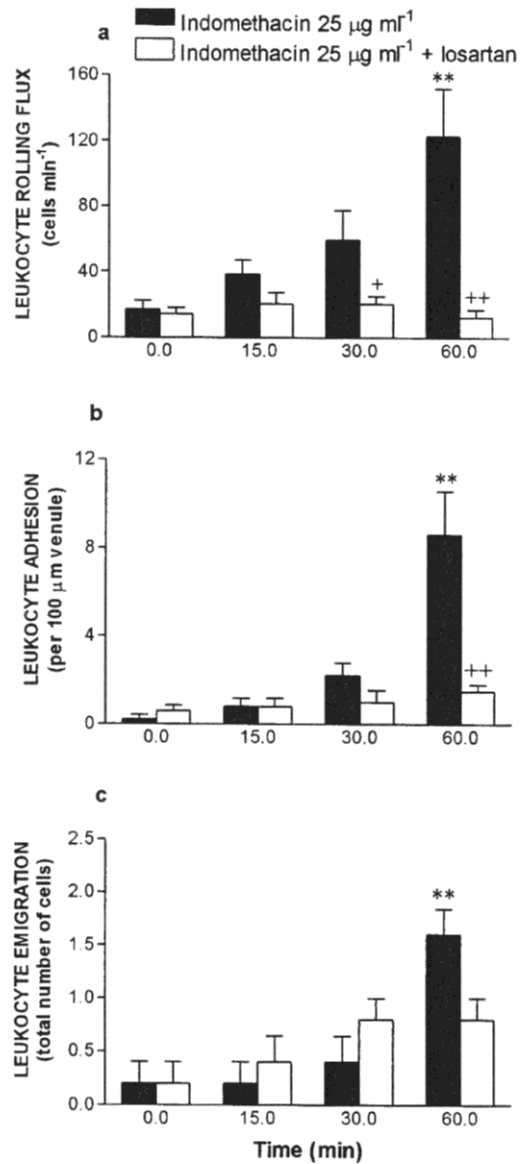 a
Indomethacin 25 µg ml⁻¹
Indomethacin 25 µg ml⁻¹ + losartan
LEUKOCYTE ROLLING FLUX
(cells min⁻¹)
160
120
80
40
0
**
+
++
0.0 15.0 30.0 60.0
b
LEUKOCYTE ADHESION
(per 100 µm venule)
12
8
4
0
**
++
0.0 15.0 30.0 60.0
c
LEUKOCYTE EMIGRATION
(total number of cells)
2.5
2.0
1.5
1.0
0.5
0.0
**
0.0 15.0 30.0 60.0
Time (min)